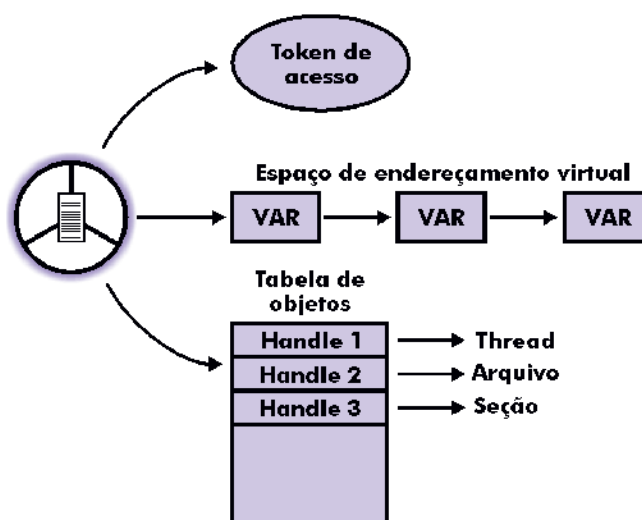 Token de
acesso
Espaço de endereçamento virtual
VAR
VAR
VAR
Tabela de
objetos
Handle 1
Thread
Handle 2
Arquivo
Handle 3
Seção